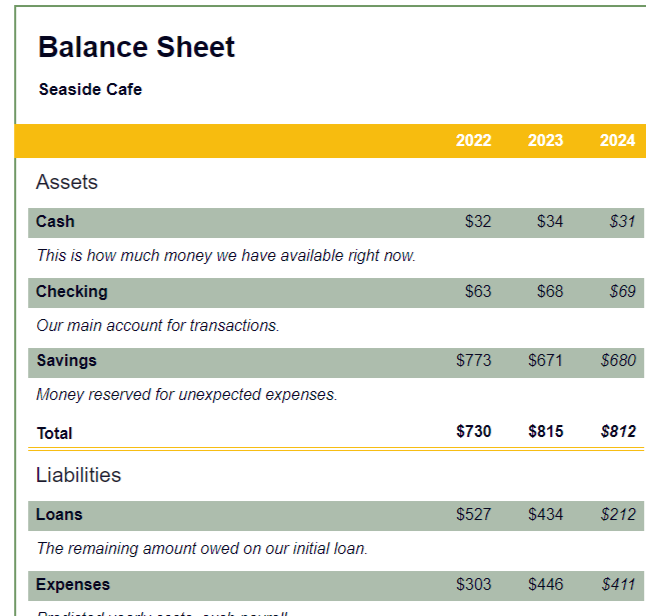 Balance Sheet
Seaside Cafe
2022 2023 2024
Assets
Cash $32 $34 $31
This is how much money we have available right now.
Checking $63 $68 $69
Our main account for transactions.
Savings $773 $671 $680
Money reserved for unexpected expenses.
Total $730 $815 $812
Liabilities
Loans $527 $434 $212
The remaining amount owed on our initial loan.
Expenses $303 $446 $411